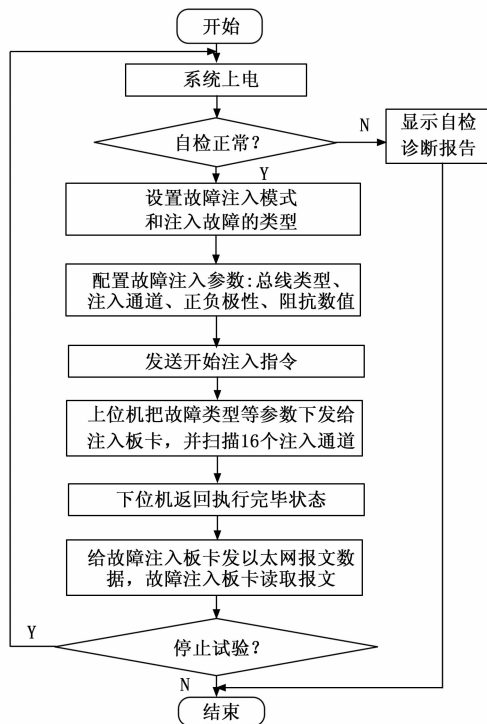 开始
系统上电
自检正常?
N
显示自检
诊断报告
Y
设置故障注入模式
和注入故障的类型
配置故障注入参数:总线类型、
注入通道、正负极性、阻抗数值
发送开始注入指令
上位机把故障类型等参数下发给
注入板卡，并扫描16个注入通道
下位机返回执行完毕状态
给故障注入板卡发以太网报文数
据，故障注入板卡读取报文
Y
停止试验?
N
结束